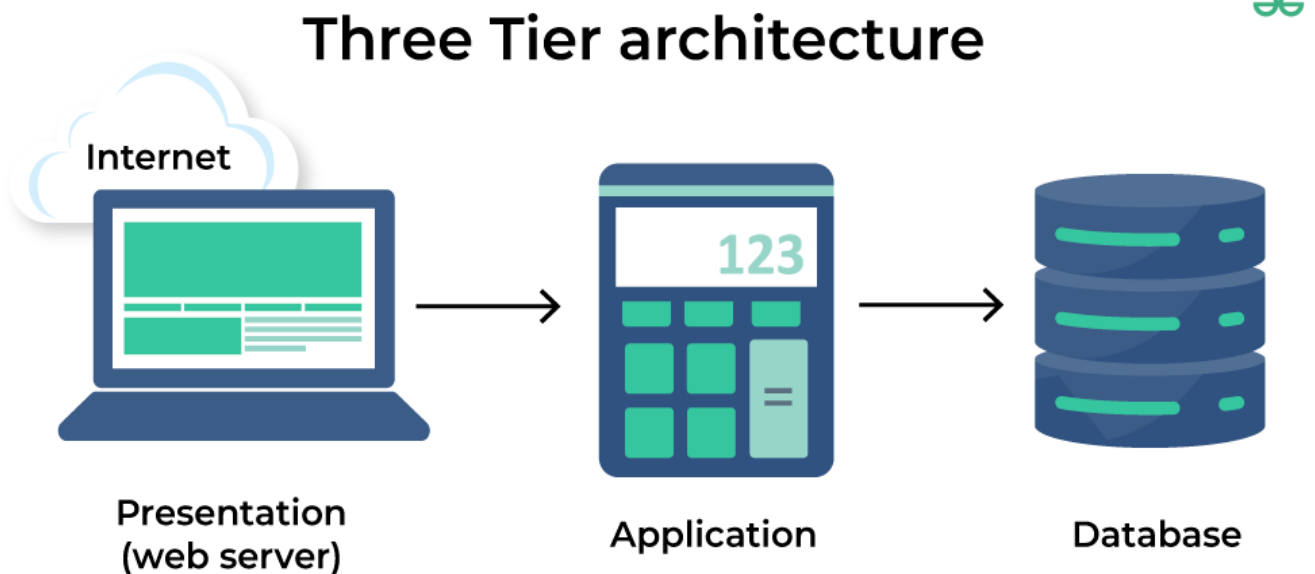 Three Tier architecture
Internet
123
=
Presentation
(web server)
Application
Database